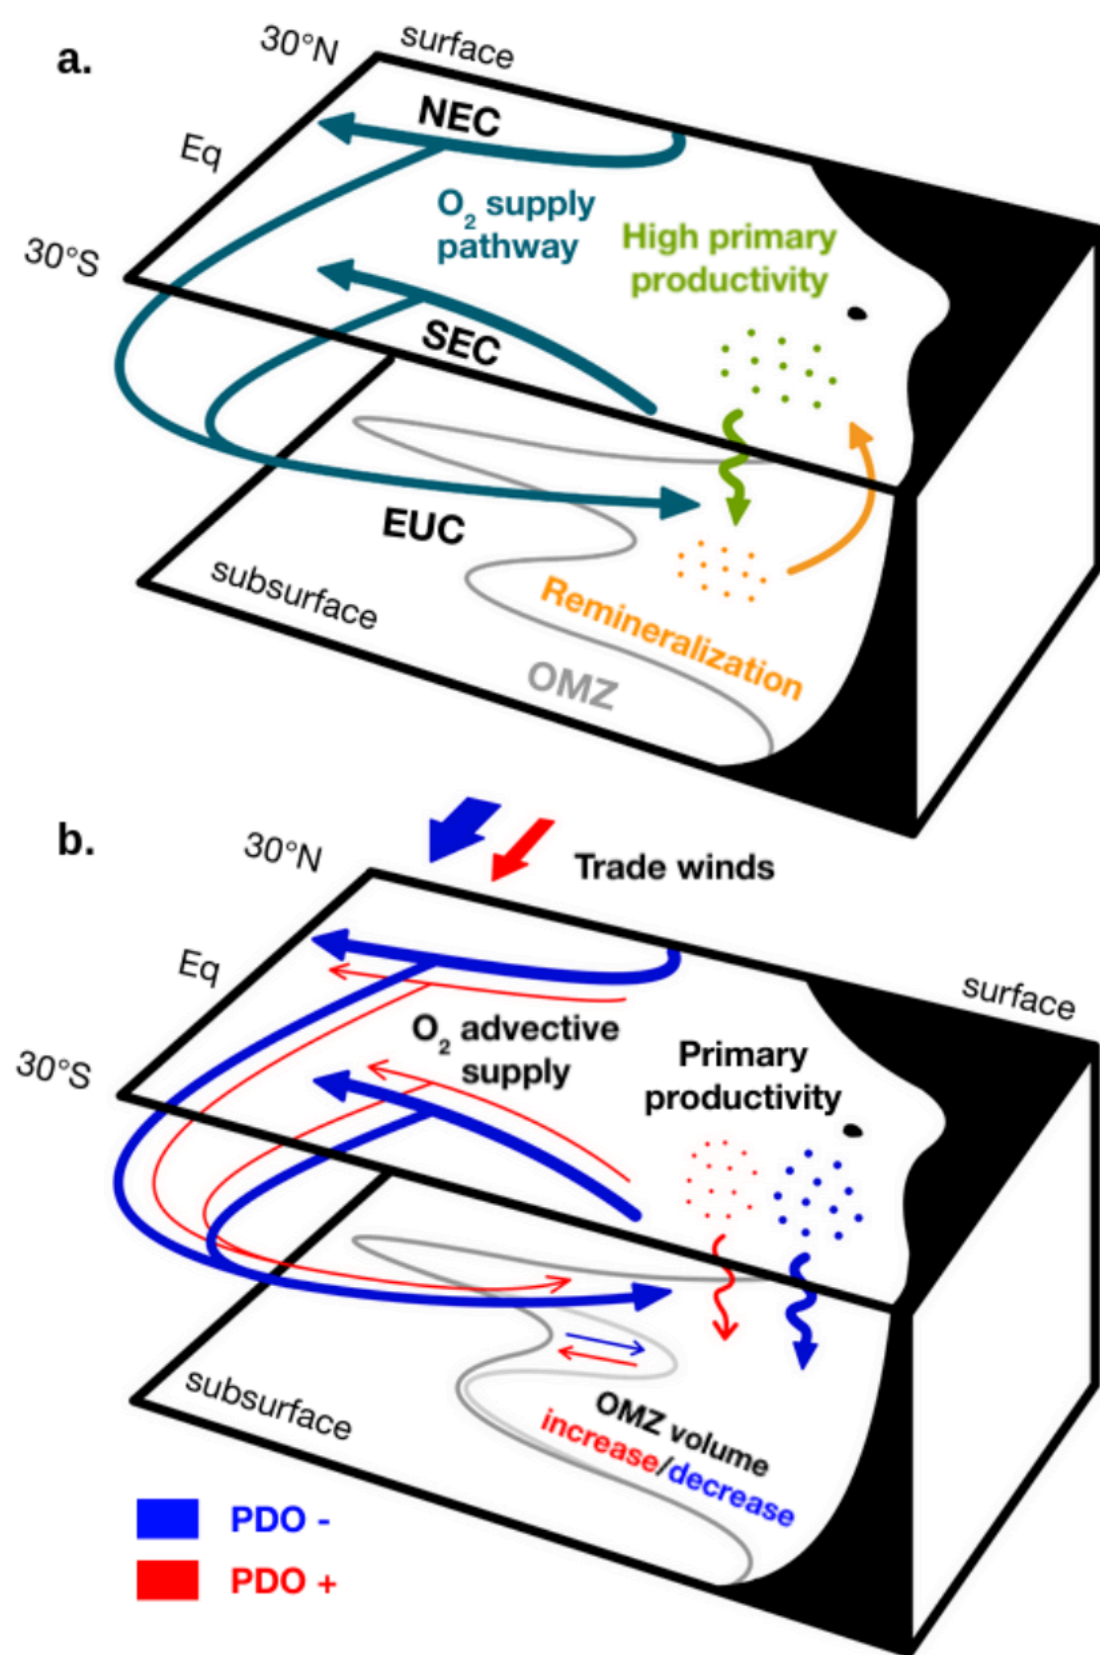 a.
30°N
surface
NEC
Eq
O₂ supply
pathway
High primary
productivity
30°S
SEC
EUC
subsurface
Remineralization
OMZ
b.
30°N
Trade winds
Eq
surface
O₂ advective
supply
Primary
productivity
30°S
subsurface
OMZ volume
increase/decrease
PDO -
PDO +